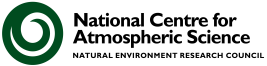 National Centre for
Atmospheric Science
NATURAL ENVIRONMENT RESEARCH COUNCIL